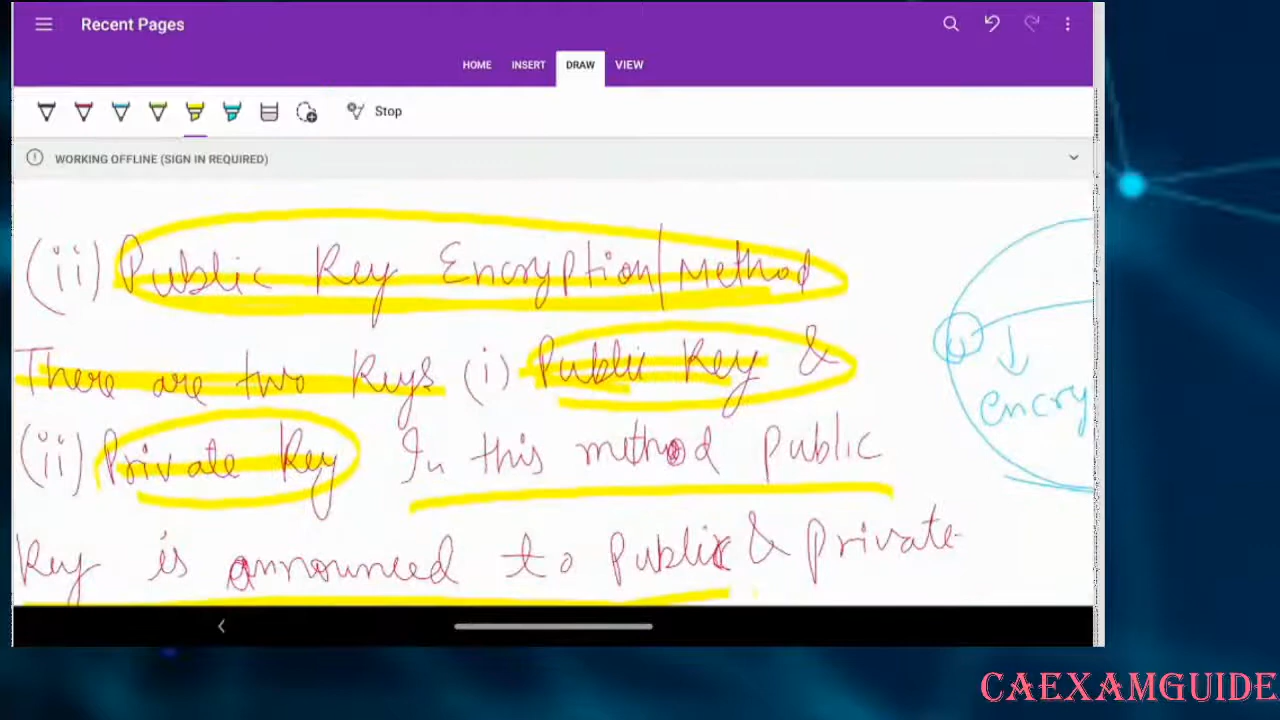 Recent Pages
HOME INSERT DRAW VIEW
Stop
WORKING OFFLINE (SIGN IN REQUIRED)
(ii) Public Key Encryption/Method
There are two Keys (i) Public Key &
(ii) Private Key In this method Public
Key is announced to Public & Private
encry
CAEXAMGUIDE